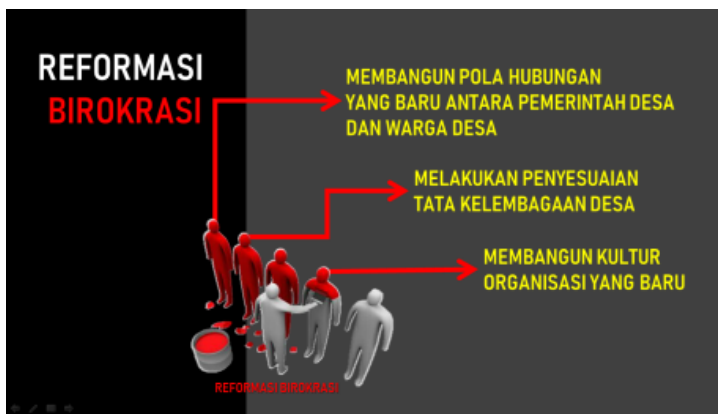 REFORMASI
BIROKRASI
MEMBANGUN POLA HUBUNGAN
YANG BARU ANTARA PEMERINTAH DESA
DAN WARGA DESA
MELAKUKAN PENYESUAIAN
TATA KELEMBAGAAN DESA
MEMBANGUN KULTUR
ORGANISASI YANG BARU
REFORMASI BIROKRASI